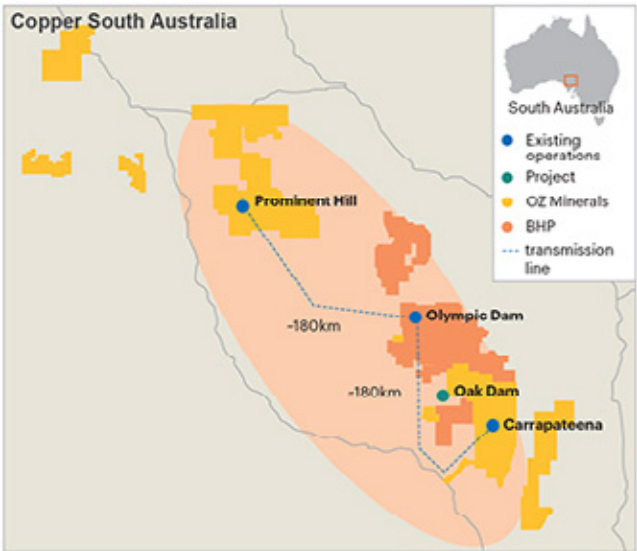 Copper South Australia
South Australia
Existing
operations
Project
OZ Minerals
BHP
transmission
line
Prominent Hill
~180km
Olympic Dam
~180km
Oak Dam
Carrapateena